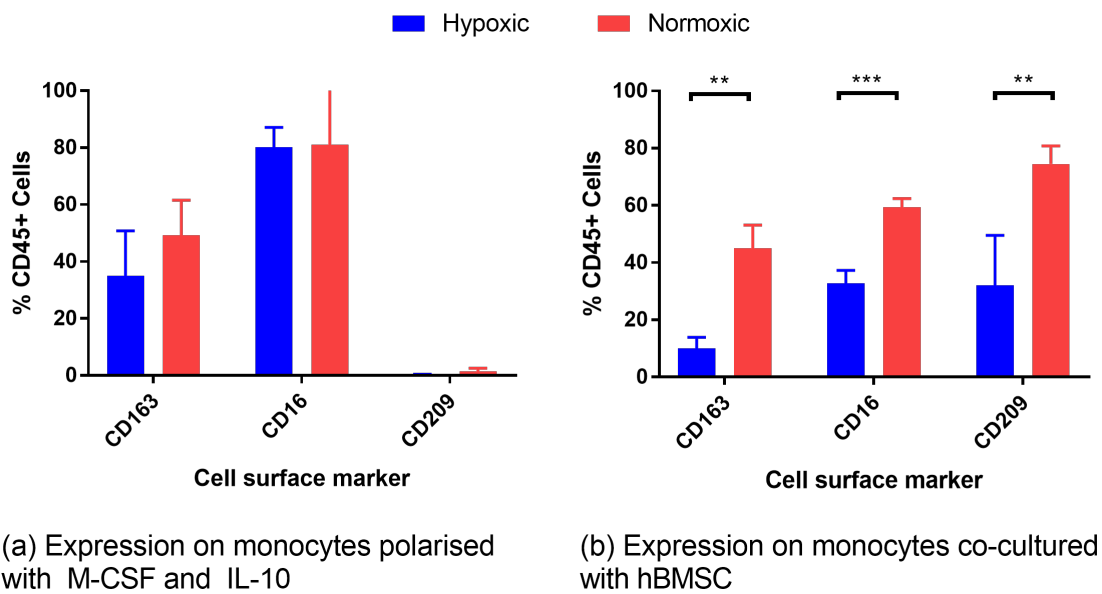 Hypoxic Normoxic
100
80
60
40
20
0
% CD45+ Cells
CD163 CD16 CD209
Cell surface marker
(a) Expression on monocytes polarised
with M-CSF and IL-10
** *** **
100
80
60
40
20
0
% CD45+ Cells
CD163 CD16 CD209
Cell surface marker
(b) Expression on monocytes co-cultured
with hBMSC